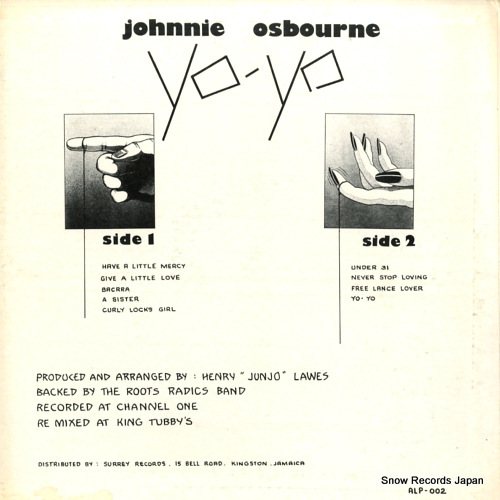 johnnie osbourne
yo-yo
side 1
HAVE A LITTLE MERCY
GIVE A LITTLE LOVE
BACRRA
A SISTER
CURLY LOCKS GIRL
side 2
UNDER 31
NEVER STOP LOVING
FREE LANCE LOVER
YO-YO
PRODUCED AND ARRANGED BY : HENRY "JUNJO" LAWES
BACKED BY THE ROOTS RADICS BAND
RECORDED AT CHANNEL ONE
RE MIXED AT KING TUBBY'S
DISTRIBUTED BY : SURREY RECORDS . 15 BELL ROAD . KINGSTON . JAMAICA
Snow Records Japan
ALP-002